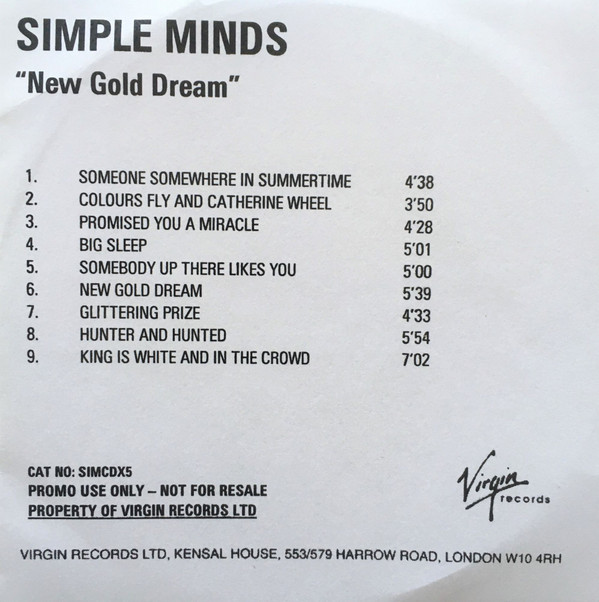 SIMPLE MINDS
“New Gold Dream”
1. SOMEONE SOMEWHERE IN SUMMERTIME 4'38
2. COLOURS FLY AND CATHERINE WHEEL 3'50
3. PROMISED YOU A MIRACLE 4'28
4. BIG SLEEP 5'01
5. SOMEBODY UP THERE LIKES YOU 5'00
6. NEW GOLD DREAM 5'39
7. GLITTERING PRIZE 4'33
8. HUNTER AND HUNTED 5'54
9. KING IS WHITE AND IN THE CROWD 7'02
CAT NO: SIMCDX5
PROMO USE ONLY – NOT FOR RESALE
PROPERTY OF VIRGIN RECORDS LTD
Virgin
records
VIRGIN RECORDS LTD, KENSAL HOUSE, 553/579 HARROW ROAD, LONDON W10 4RH